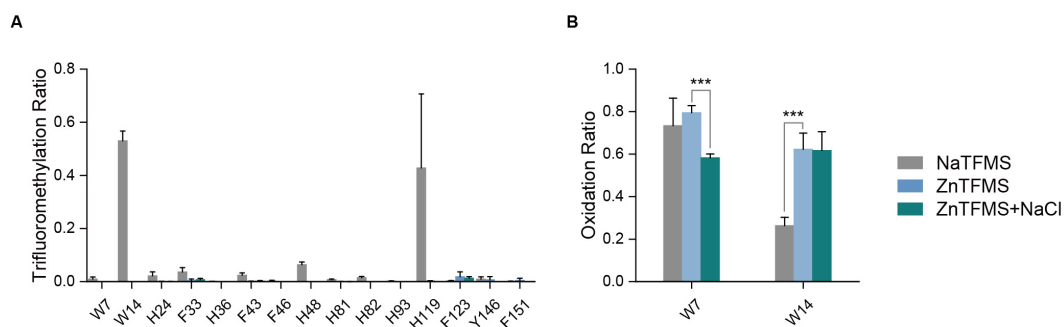 A
Trifluoromethylation Ratio
0.8
0.6
0.4
0.2
0.0
W7 W14 H24 F33 H36 F43 F46 H48 H81 H82 H93 H119 F123 Y146 F151
B
Oxidation Ratio
1.0
0.8
0.6
0.4
0.2
0.0
***
***
W7 W14
NaTFMS
ZnTFMS
ZnTFMS+NaCl